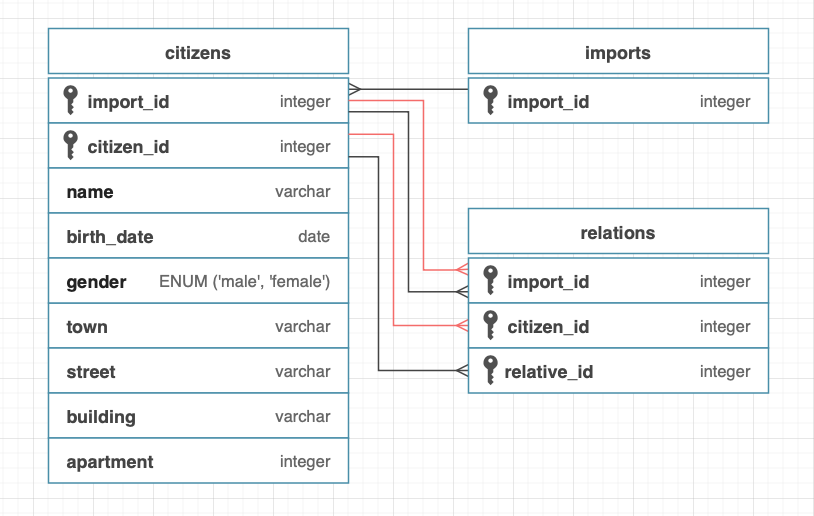 citizens
import_id integer
citizen_id integer
name varchar
birth_date date
gender ENUM ('male', 'female')
town varchar
street varchar
building varchar
apartment integer
imports
import_id integer
relations
import_id integer
citizen_id integer
relative_id integer